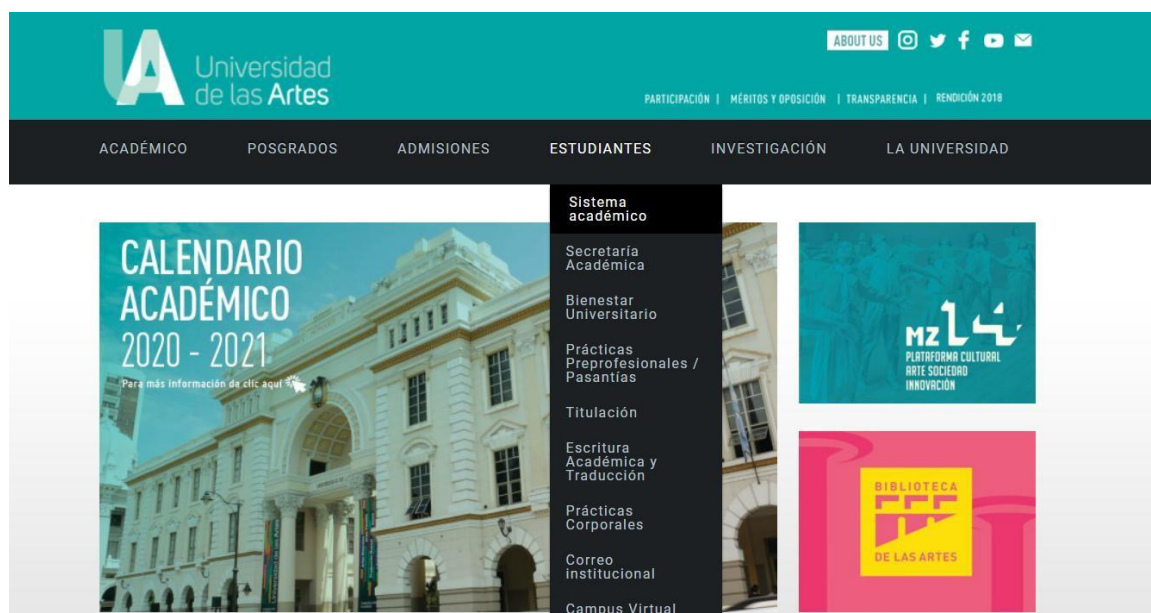 UA Universidad
de las Artes
ABOUT US
PARTICIPACIÓN | MÉRITOS Y OPOSICIÓN | TRANSPARENCIA | RENDICIÓN 2018
ACADÉMICO POSGRADOS ADMISIONES ESTUDIANTES INVESTIGACIÓN LA UNIVERSIDAD
Sistema
académico
Secretaría
Académica
Bienestar
Universitario
Prácticas
Preprofesionales /
Pasantías
Titulación
Escritura
Académica y
Traducción
Prácticas
Corporales
Correo
institucional
Campus Virtual
CALENDARIO
ACADÉMICO
2020 - 2021
Para más información da clic aquí
MZ14
PLATAFORMA CULTURAL
ARTE SOCIEDAD
INNOVACIÓN
BIBLIOTECA
DE LAS ARTES